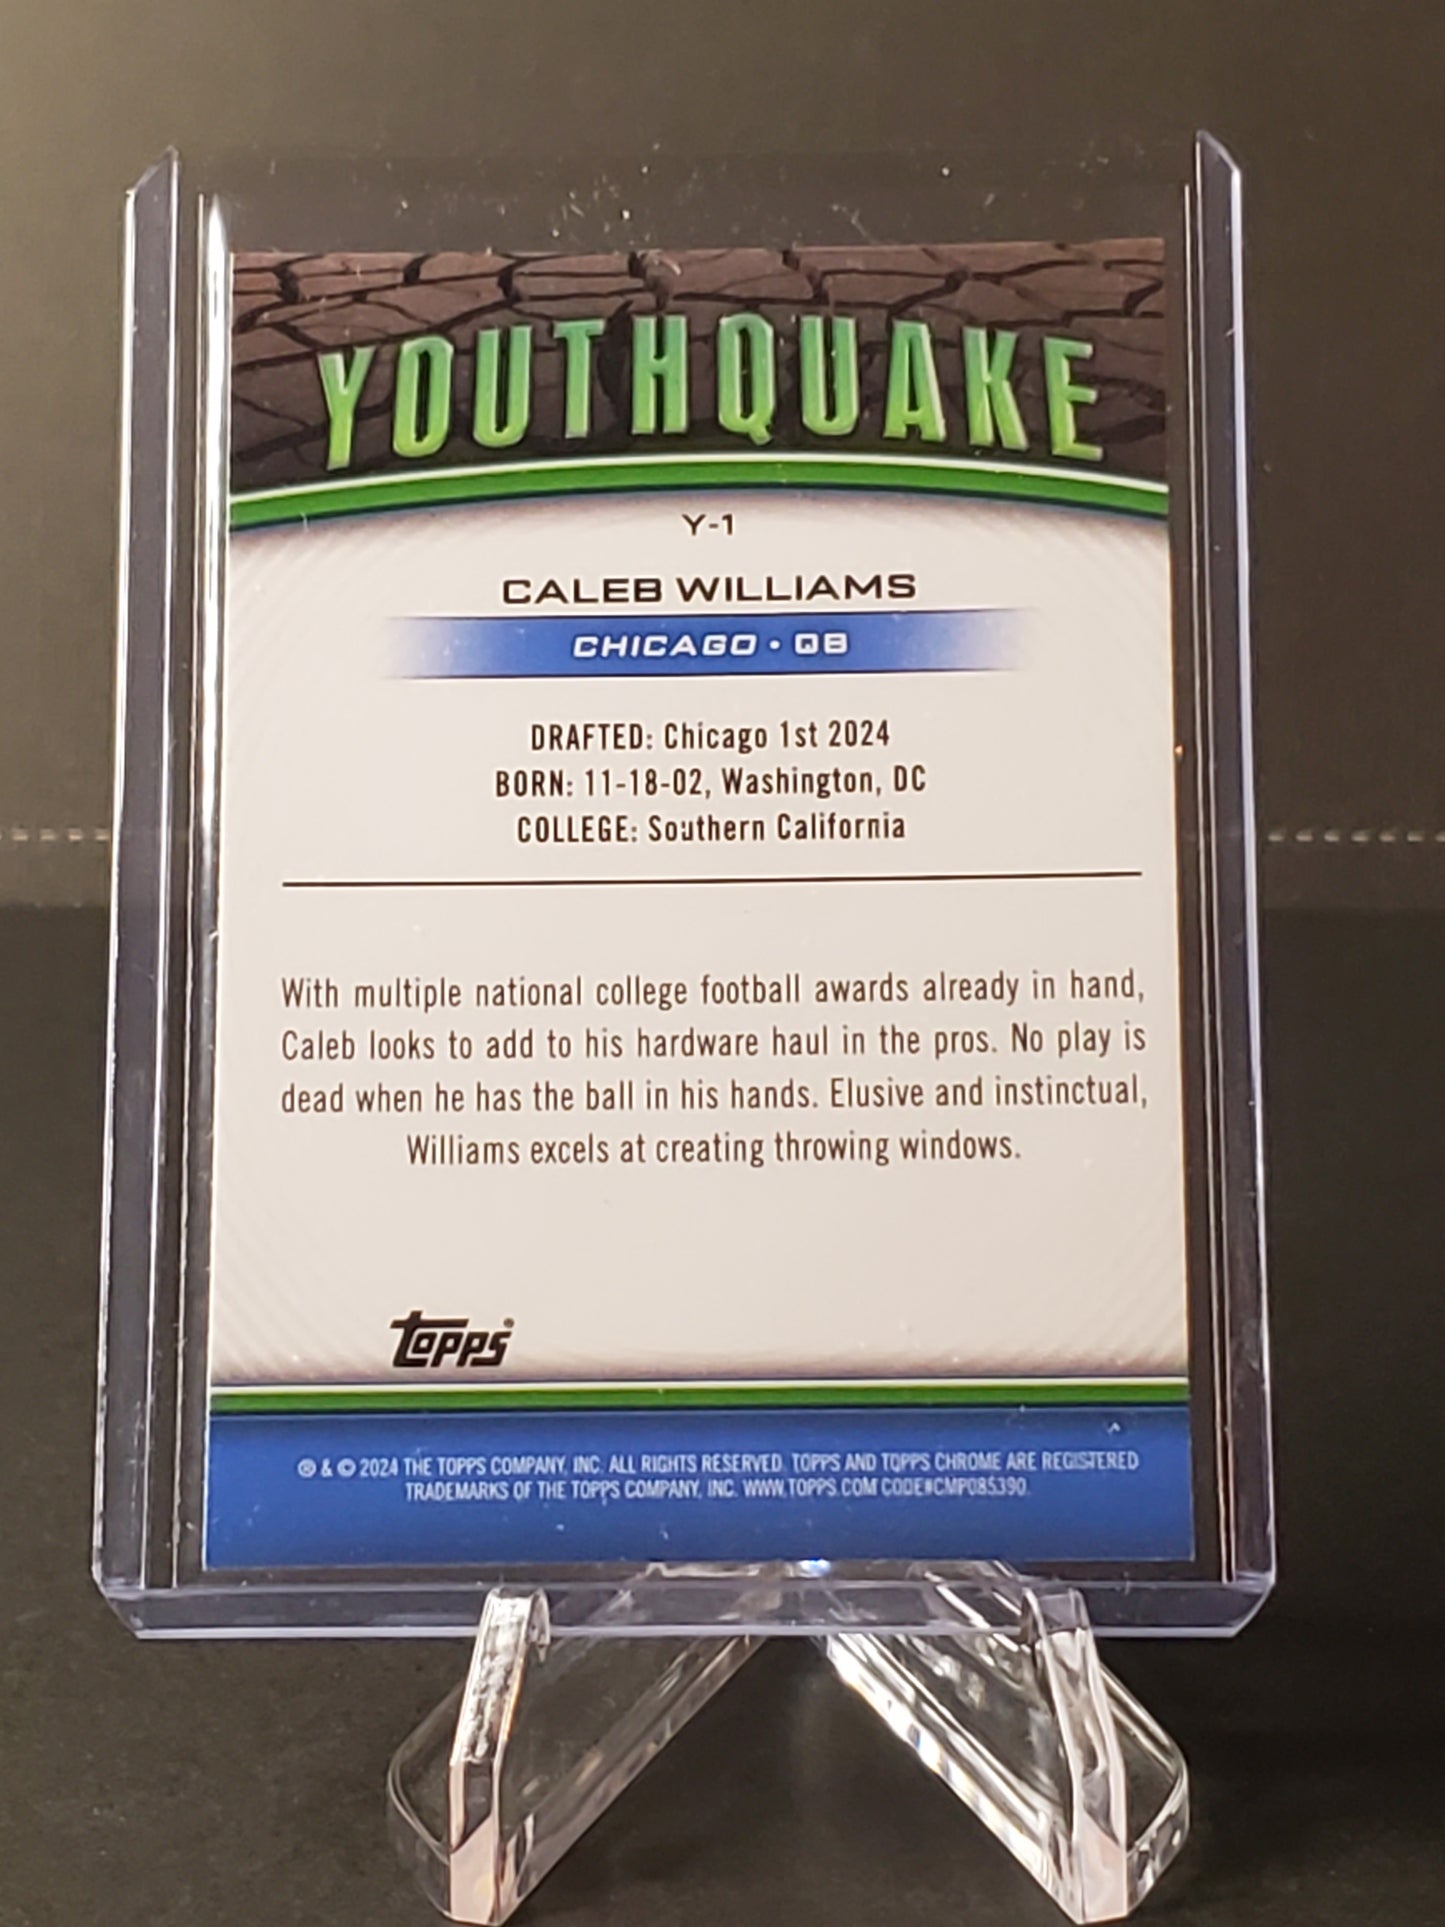 YOUTHQUAKE
Y-1
CALEB WILLIAMS
CHICAGO • QB
DRAFTED: Chicago 1st 2024
BORN: 11-18-02, Washington, DC
COLLEGE: Southern California
With multiple national college football awards already in hand,
Caleb looks to add to his hardware haul in the pros. No play is
dead when he has the ball in his hands. Elusive and instinctual,
Williams excels at creating throwing windows.
Topps®
® & © 2024 THE TOPPS COMPANY, INC. ALL RIGHTS RESERVED. TOPPS AND TOPPS CHROME ARE REGISTERED
TRADEMARKS OF THE TOPPS COMPANY, INC. WWW.TOPPS.COM CODE#CMP085390